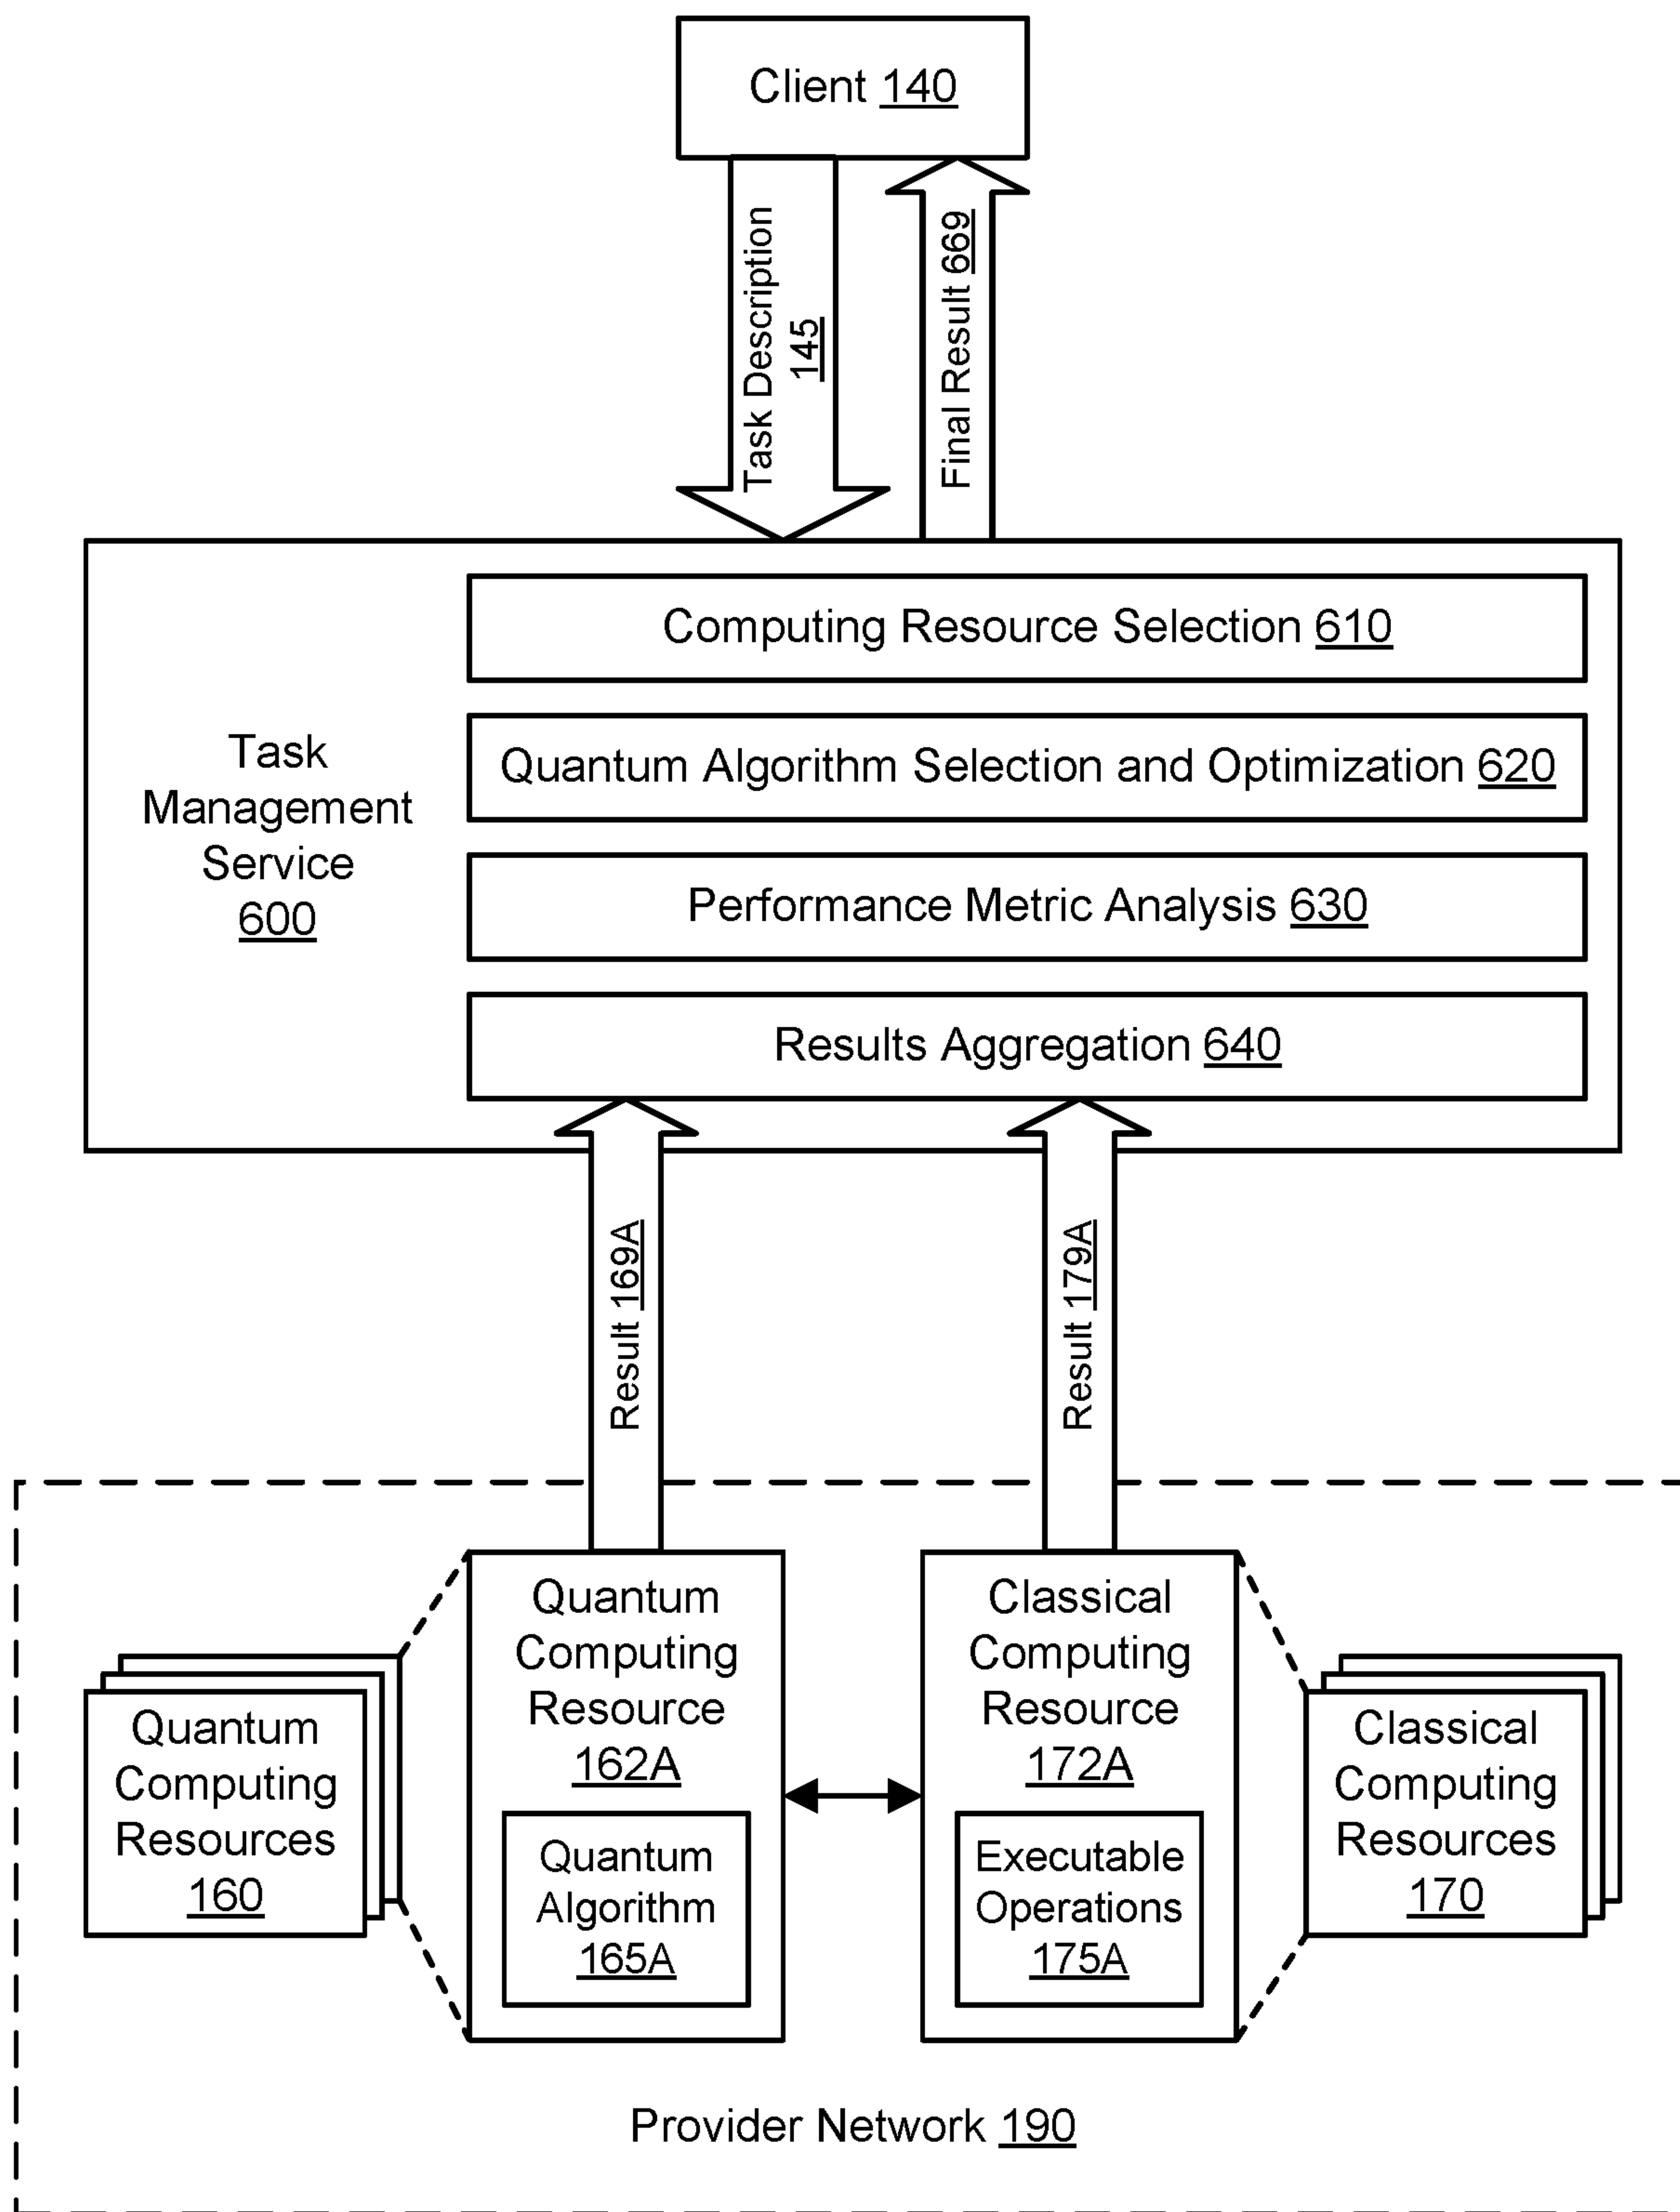 Client 140
Task Description
145
Final Result 669
Computing Resource Selection 610
Task
Management
Service
600
Quantum Algorithm Selection and Optimization 620
Performance Metric Analysis 630
Results Aggregation 640
Result 169A
Result 179A
Quantum
Computing
Resources
160
Quantum
Computing
Resource
162A
Quantum
Algorithm
165A
Classical
Computing
Resource
172A
Executable
Operations
175A
Classical
Computing
Resources
170
Provider Network 190